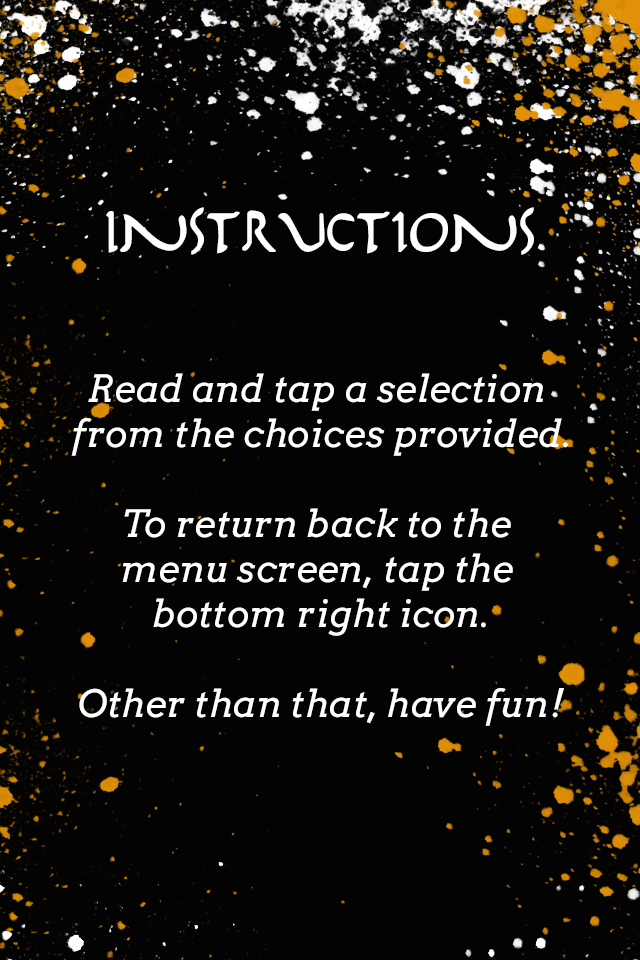 INSTRUCTIONS
Read and tap a selection
from the choices provided.
To return back to the
menu screen, tap the
bottom right icon.
Other than that, have fun!